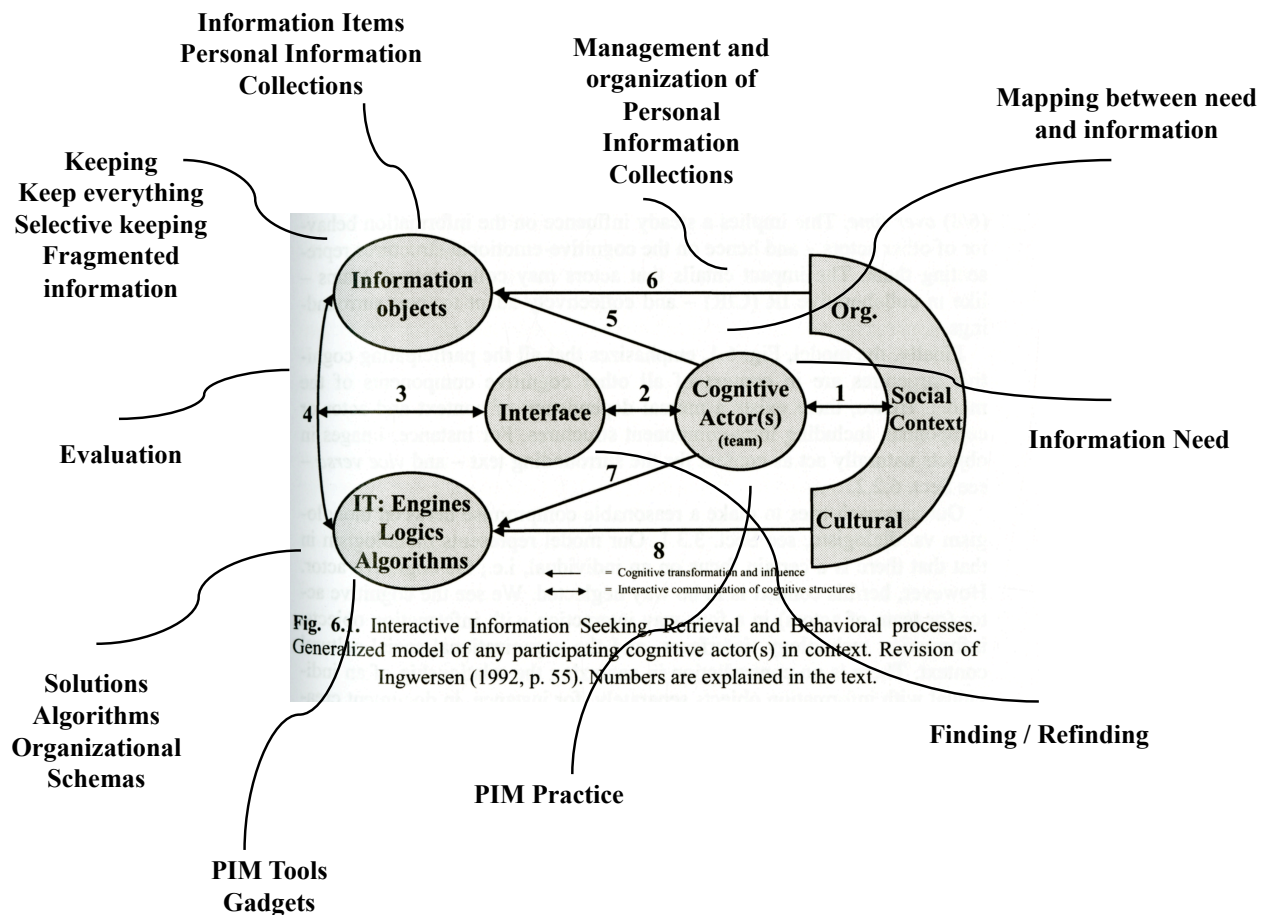 Information Items
Personal Information
Collections
Management and
organization of
Personal
Information
Collections
Mapping between need
and information
Keeping
Keep everything
Selective keeping
Fragmented
information
Information
objects
6
5
Org.
3
4
Interface
2
Cognitive
Actor(s)
(team)
1
Social
Context
Evaluation
Information Need
7
IT: Engines
Logics
Algorithms
Cultural
8
= Cognitive transformation and influence
= Interactive communication of cognitive structures
Fig. 6.1. Interactive Information Seeking, Retrieval and Behavioral processes.
Generalized model of any participating cognitive actor(s) in context. Revision of
Ingwersen (1992, p. 55). Numbers are explained in the text.
Solutions
Algorithms
Organizational
Schemas
Finding / Refinding
PIM Practice
PIM Tools
Gadgets